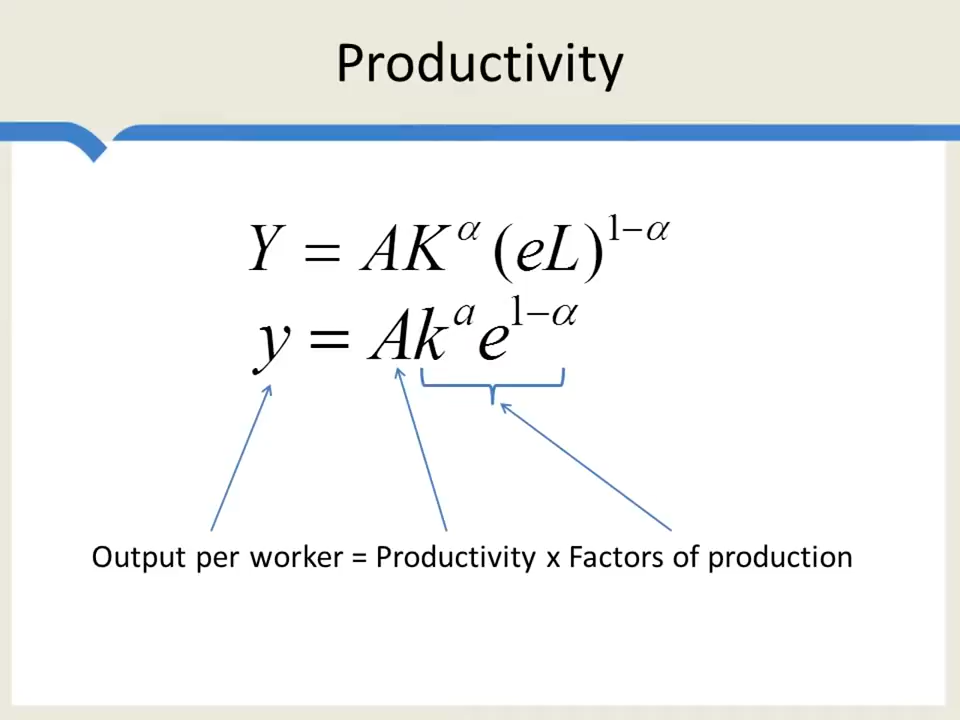 Productivity
Y = AK^α (eL)^{1−α}
y = Ak^a e^{1−α}
Output per worker = Productivity x Factors of production